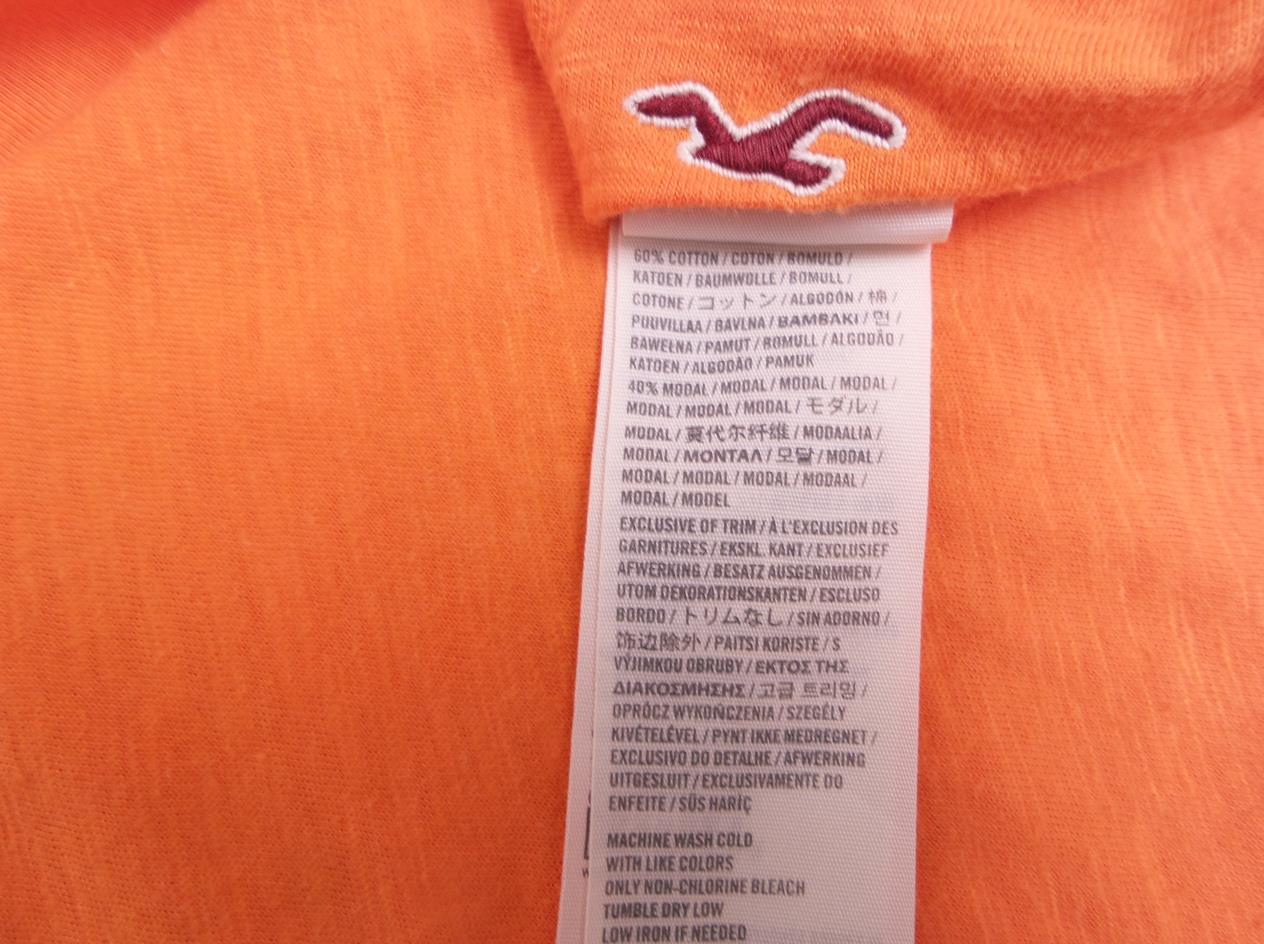 60% COTTON / COTON / BOMULD /
KATOEN / BAUMWOLLE / BOMULL /
COTONE / コットン / ALGODÓN / 棉 /
PUUVILLAA / BAVLNA / ΒΑΜΒΑΚΙ / 면 /
BAWEŁNA / PAMUT / BOMULL / ALGODÃO /
KATOEN / ALGODÃO / PAMUK
40% MODAL / MODAL / MODAL / MODAL /
MODAL / MODAL / MODAL / モダル /
MODAL / 莫代尔纤维 / MODAALIA /
MODAL / ΜΟΝΤΑΛ / 모달 / MODAL /
MODAL / MODAL / MODAL / MODAAL /
MODAL / MODEL
EXCLUSIVE OF TRIM / À L'EXCLUSION DES
GARNITURES / EKSKL. KANT / EXCLUSIEF
AFWERKING / BESATZ AUSGENOMMEN /
UTOM DEKORATIONSKANTEN / ESCLUSO
BORDO / トリムなし / SIN ADORNO /
饰边除外 / PAITSI KORISTE / S
VÝJIMKOU OBRUBY / ΕΚΤΟΣ ΤΗΣ
ΔΙΑΚΟΣΜΗΣΗΣ / 고급 트리밍 /
OPRÓCZ WYKOŃCZENIA / SZEGÉLY
KIVÉTELÉVEL / PYNT IKKE MEDREGNET /
EXCLUSIVO DO DETALHE / AFWERKING
UITGESLUIT / EXCLUSIVAMENTE DO
ENFEITE / SÜS HARİÇ
MACHINE WASH COLD
WITH LIKE COLORS
ONLY NON-CHLORINE BLEACH
TUMBLE DRY LOW
LOW IRON IF NEEDED